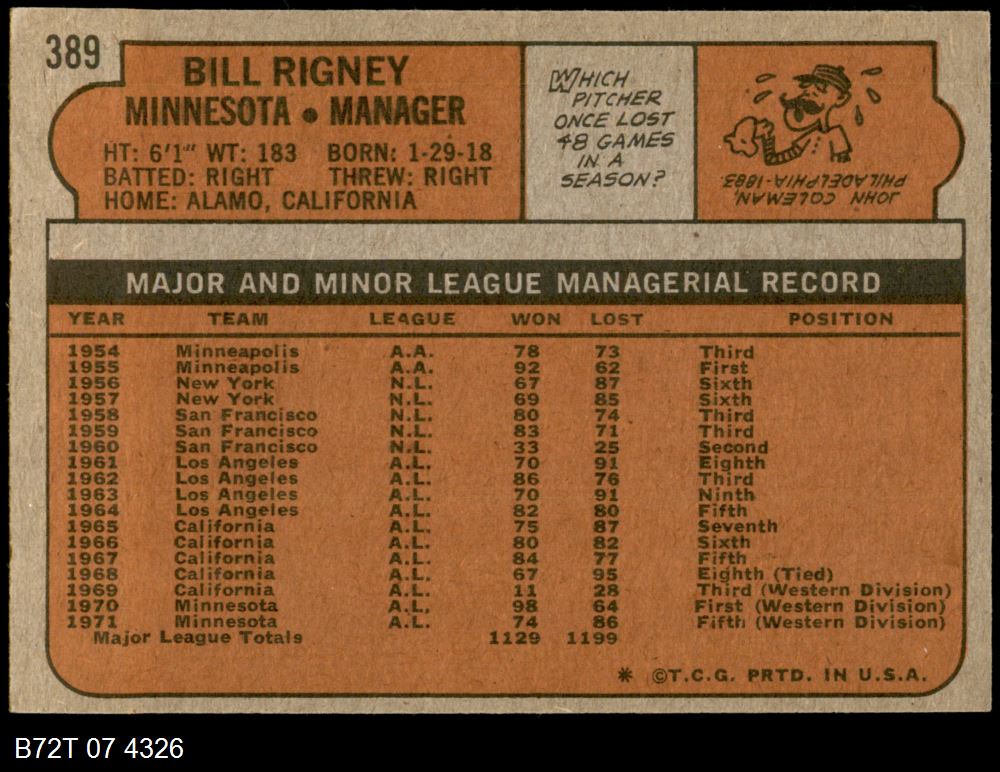 389
BILL RIGNEY
MINNESOTA • MANAGER
HT: 6'1" WT: 183 BORN: 1-29-18
BATTED: RIGHT THREW: RIGHT
HOME: ALAMO, CALIFORNIA
WHICH
PITCHER
ONCE LOST
48 GAMES
IN A
SEASON?
JOHN
COLEMAN,
PHILADELPHIA-1883.
MAJOR AND MINOR LEAGUE MANAGERIAL RECORD
YEAR TEAM LEAGUE WON LOST POSITION
1954 Minneapolis A.A. 78 73 Third
1955 Minneapolis A.A. 92 62 First
1956 New York N.L. 67 87 Sixth
1957 New York N.L. 69 85 Sixth
1958 San Francisco N.L. 80 74 Third
1959 San Francisco N.L. 83 71 Third
1960 San Francisco N.L. 33 25 Second
1961 Los Angeles A.L. 70 91 Eighth
1962 Los Angeles A.L. 86 76 Third
1963 Los Angeles A.L. 70 91 Ninth
1964 Los Angeles A.L. 82 80 Fifth
1965 California A.L. 75 87 Seventh
1966 California A.L. 80 82 Sixth
1967 California A.L. 84 77 Fifth
1968 California A.L. 67 95 Eighth (Tied)
1969 California A.L. 11 28 Third (Western Division)
1970 Minnesota A.L. 98 64 First (Western Division)
1971 Minnesota A.L. 74 86 Fifth (Western Division)
Major League Totals 1129 1199
* ©T.C.G. PRTD. IN U.S.A.
B72T 07 4326